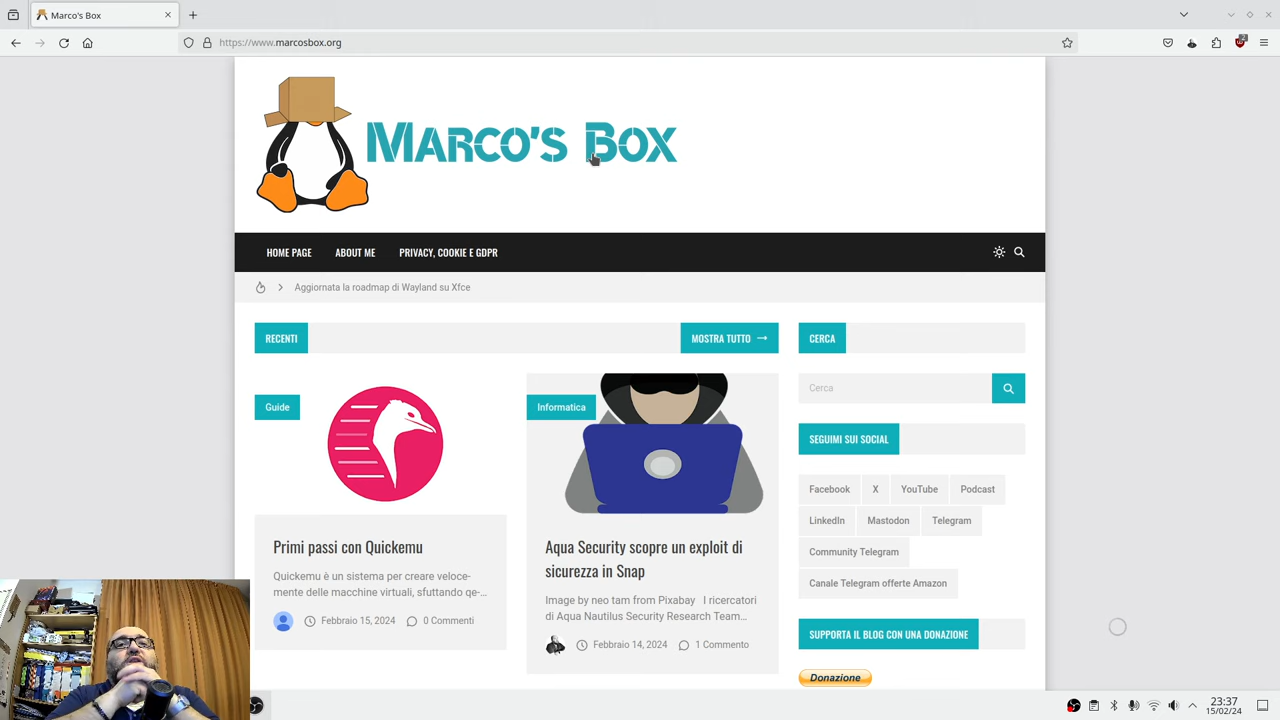 Marco's Box
https://www.marcosbox.org
MARCO'S BOX
HOME PAGE
ABOUT ME
PRIVACY, COOKIE E GDPR
Aggiornata la roadmap di Wayland su Xfce
RECENTI
MOSTRA TUTTO
Guide
Primi passi con Quickemu
Quickemu è un sistema per creare veloce-
mente delle macchine virtuali, sfuttando qe-...
Febbraio 15, 2024
0 Commenti
Informatica
Aqua Security scopre un exploit di
sicurezza in Snap
Image by neo tam from Pixabay I ricercatori
di Aqua Nautilus Security Research Team...
Febbraio 14, 2024
1 Commento
CERCA
Cerca
SEGUIMI SUI SOCIAL
Facebook
X
YouTube
Podcast
LinkedIn
Mastodon
Telegram
Community Telegram
Canale Telegram offerte Amazon
SUPPORTA IL BLOG CON UNA DONAZIONE
Donazione
23:37
15/02/24